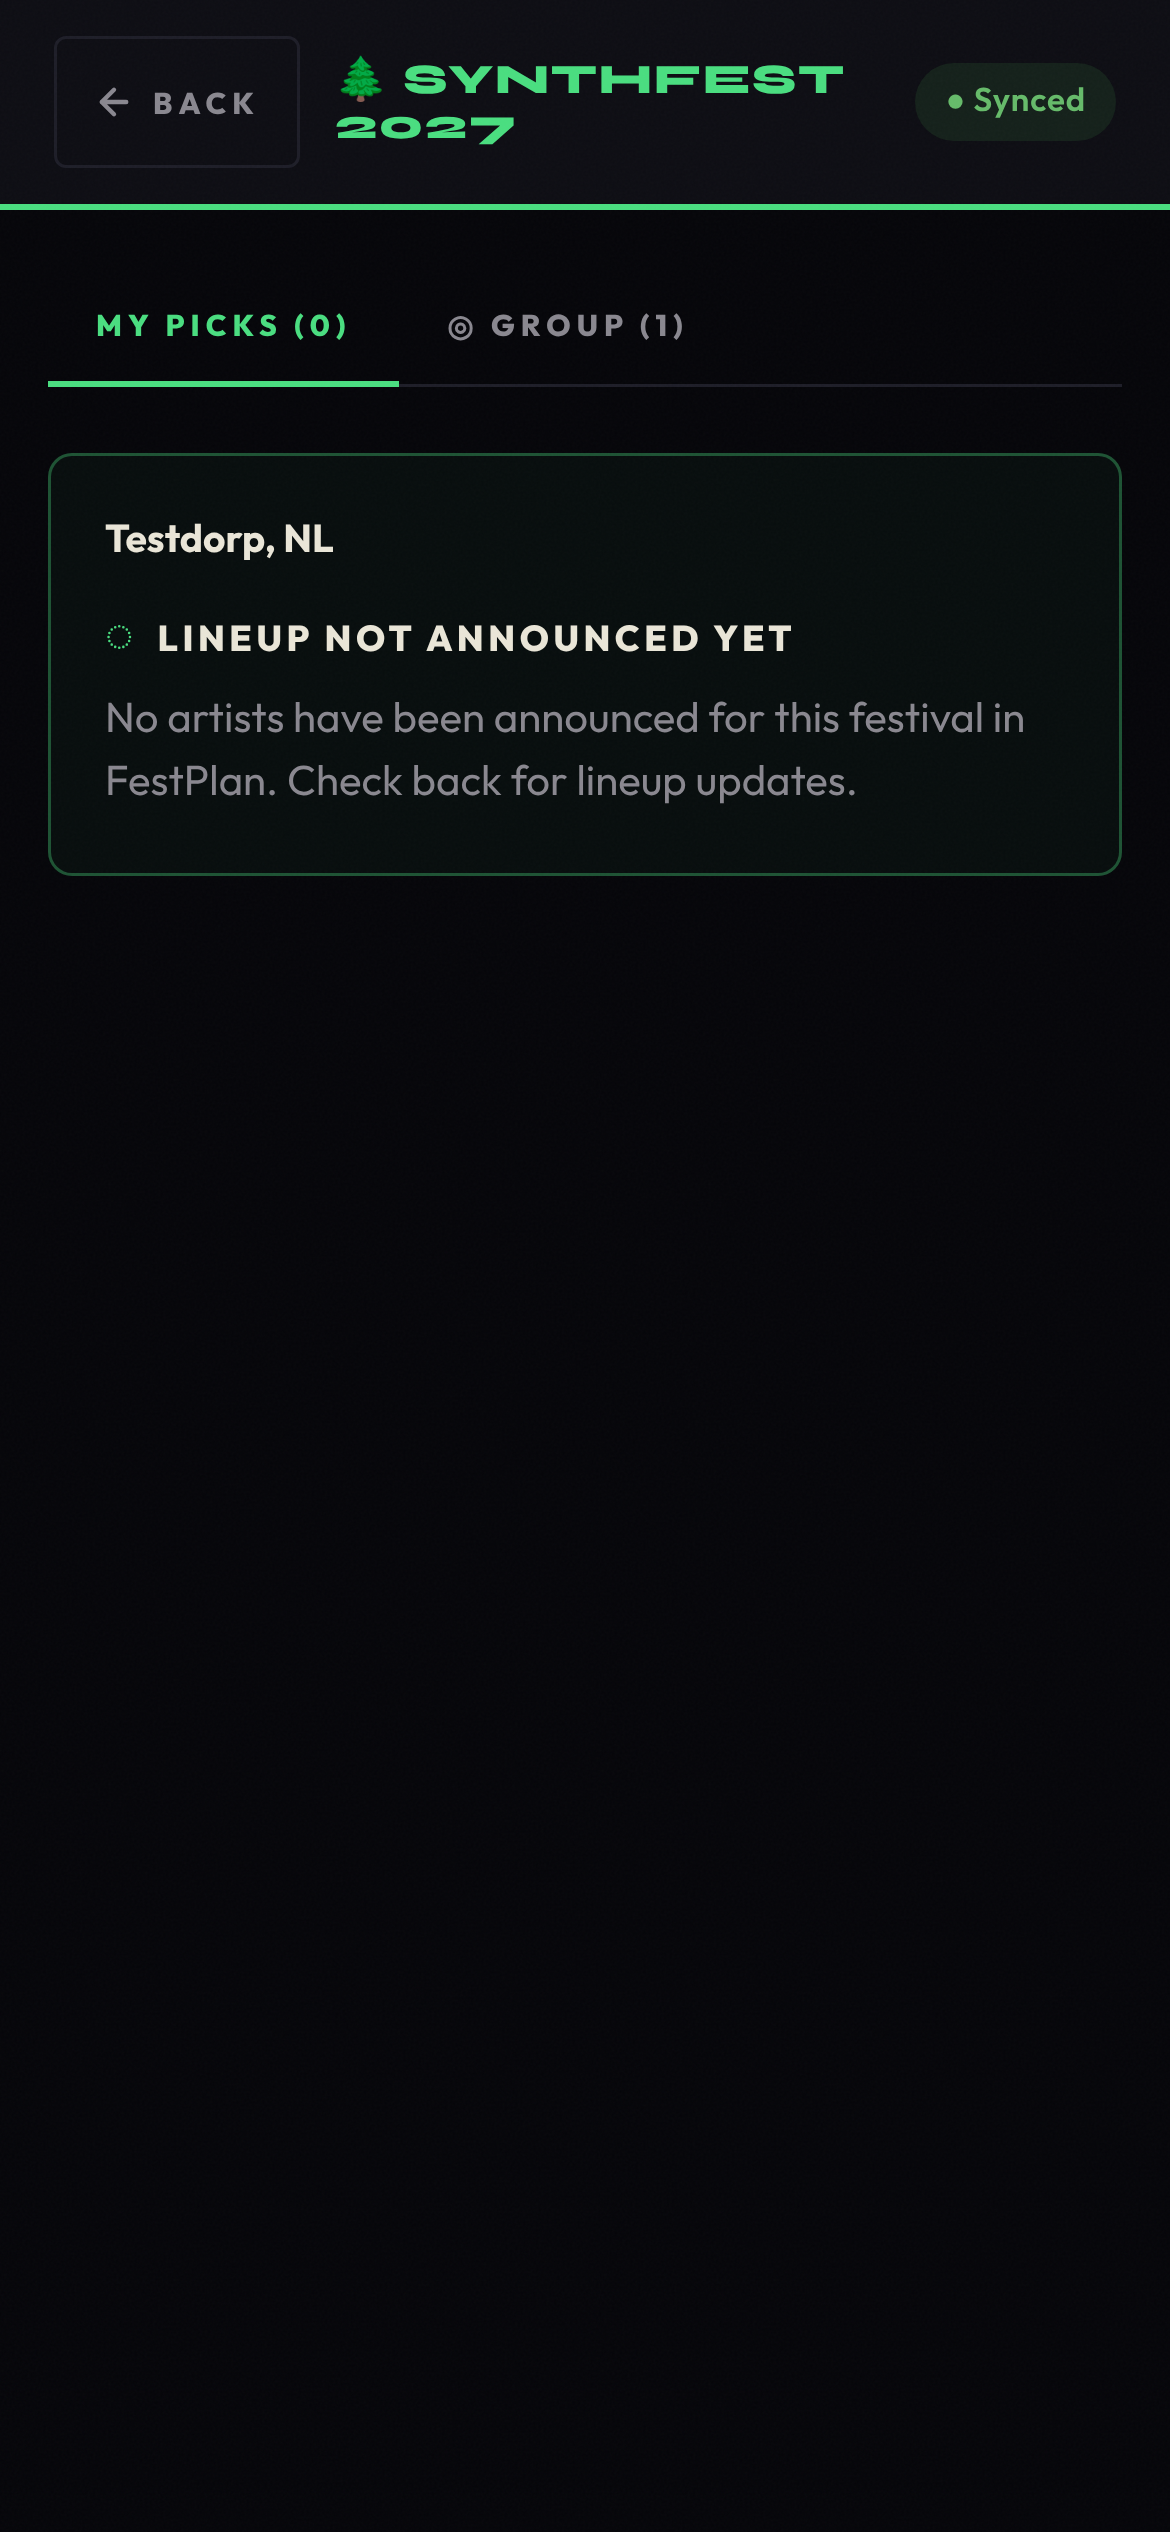 ← BACK
🌲 SYNTHFEST
2027
● Synced
MY PICKS (0)
◎ GROUP (1)
Testdorp, NL
◌ LINEUP NOT ANNOUNCED YET
No artists have been announced for this festival in
FestPlan. Check back for lineup updates.